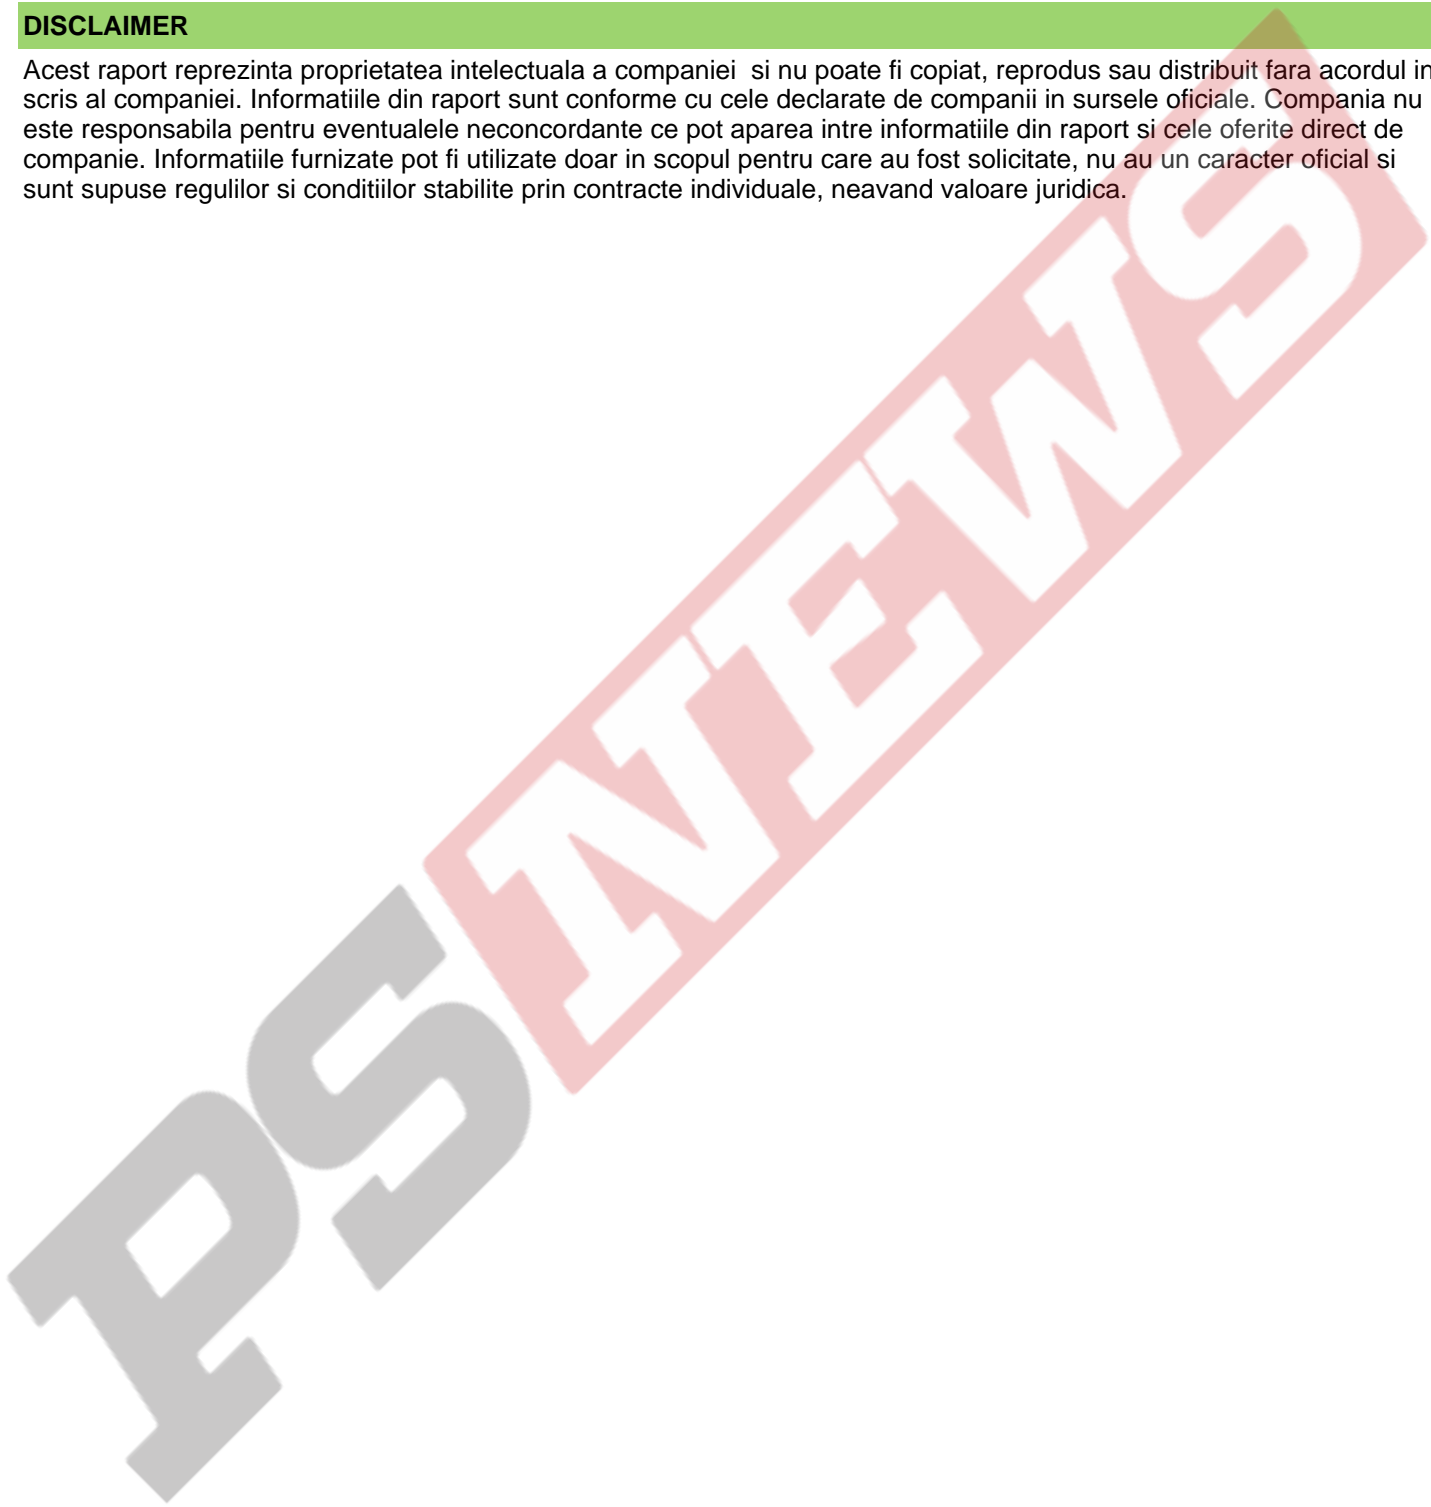 DISCLAIMER
Acest raport reprezinta proprietatea intelectuala a companiei  si nu poate fi copiat, reprodus sau distribuit fara acordul in
scris al companiei. Informatiile din raport sunt conforme cu cele declarate de companii in sursele oficiale. Compania nu
este responsabila pentru eventualele neconcordante ce pot aparea intre informatiile din raport si cele oferite direct de
companie. Informatiile furnizate pot fi utilizate doar in scopul pentru care au fost solicitate, nu au un caracter oficial si
sunt supuse regulilor si conditiilor stabilite prin contracte individuale, neavand valoare juridica.
PSNEWS